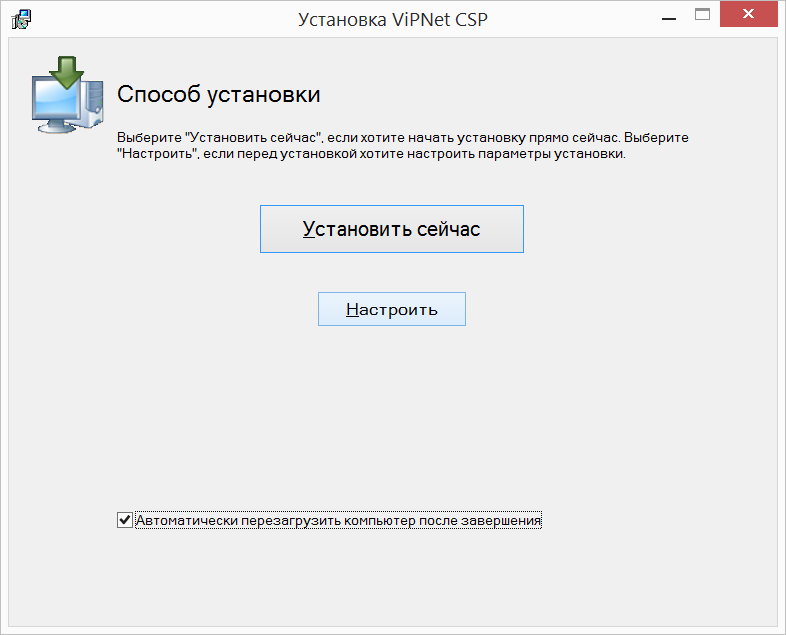 Установка ViPNet CSP
Способ установки
Выберите "Установить сейчас", если хотите начать установку прямо сейчас. Выберите
"Настроить", если перед установкой хотите настроить параметры установки.
Установить сейчас
Настроить
Автоматически перезагрузить компьютер после завершения